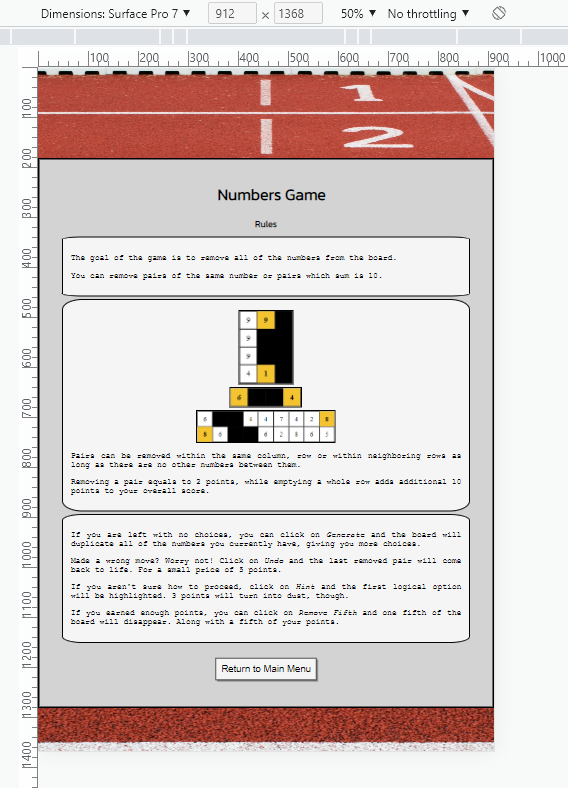 Dimensions: Surface Pro 7 ▼ 912 x 1368 50% ▼ No throttling ▼
100 200 300 400 500 600 700 800 900 1000
100
200
300
400
500
600
700
800
900
1000
1100
1200
1300
1400
1
2
Numbers Game
Rules
The goal of the game is to remove all of the numbers from the board.
You can remove pairs of the same number or pairs which sum is 10.
9 9
9
9
4 1
6 4
6 4 4 7 4 2 8
8 6 6 2 8 6 5
Pairs can be removed within the same column, row or within neighboring rows as
long as there are no other numbers between them.
Removing a pair equals to 2 points, while emptying a whole row adds additional 10
points to your overall score.
If you are left with no choices, you can click on Generate and the board will
duplicate all of the numbers you currently have, giving you more choices.
Made a wrong move? Worry not! Click on Undo and the last removed pair will come
back to life. For a small price of 5 points.
If you aren't sure how to proceed, click on Hint and the first logical option
will be highlighted. 3 points will turn into dust, though.
If you earned enough points, you can click on Remove Fifth and one fifth of the
board will disappear. Along with a fifth of your points.
Return to Main Menu